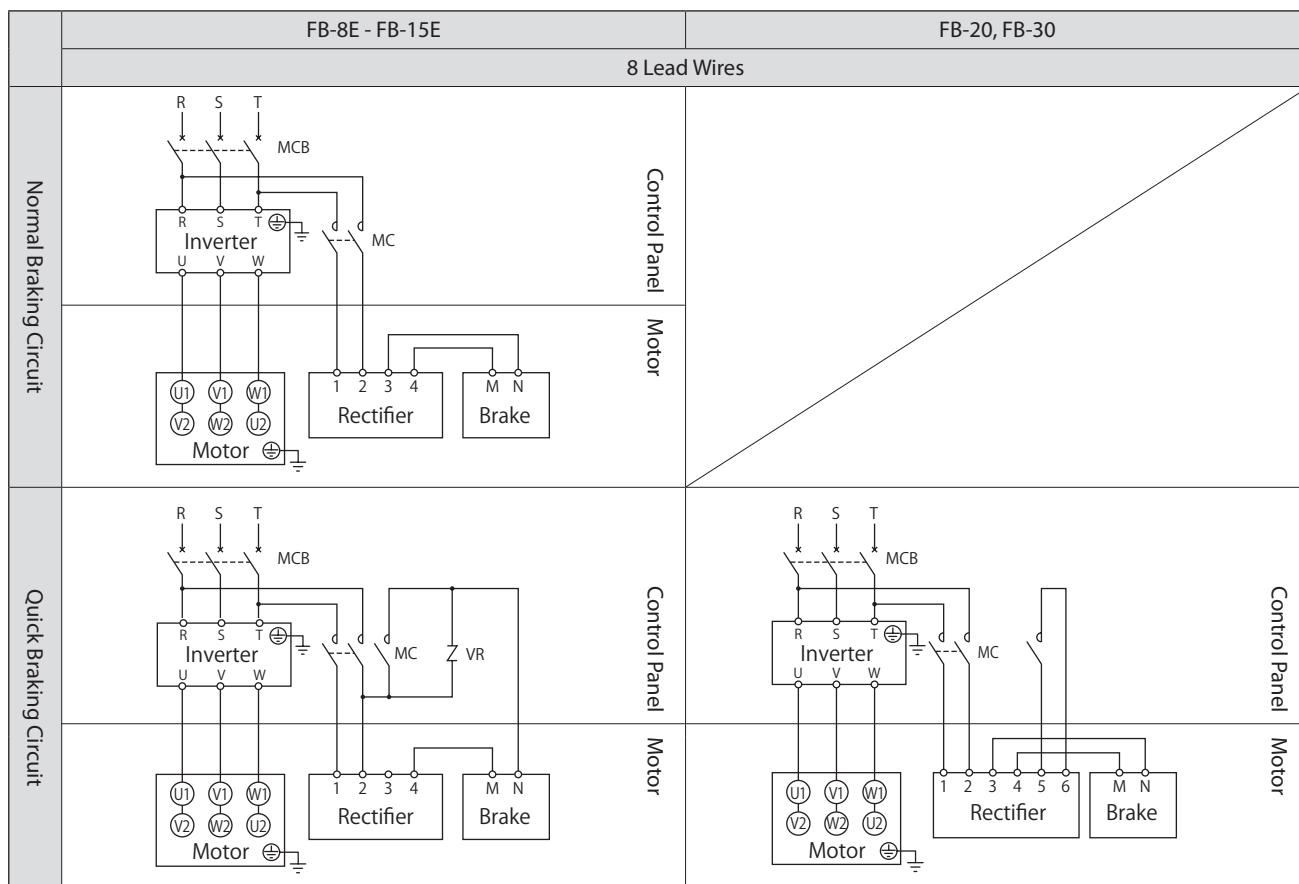 FB-8E - FB-15E
FB-20, FB-30
8 Lead Wires
Normal Braking Circuit
R S T
MCB
R S T
Inverter
U V W
MC
Control Panel
Motor
U1 V1 W1
V2 W2 U2
Motor
1 2 3 4
Rectifier
M N
Brake
Quick Braking Circuit
R S T
MCB
R S T
Inverter
U V W
MC
VR
Control Panel
Motor
U1 V1 W1
V2 W2 U2
Motor
1 2 3 4
Rectifier
M N
Brake
R S T
MCB
R S T
Inverter
U V W
MC
Control Panel
Motor
U1 V1 W1
V2 W2 U2
Motor
1 2 3 4 5 6
Rectifier
M N
Brake